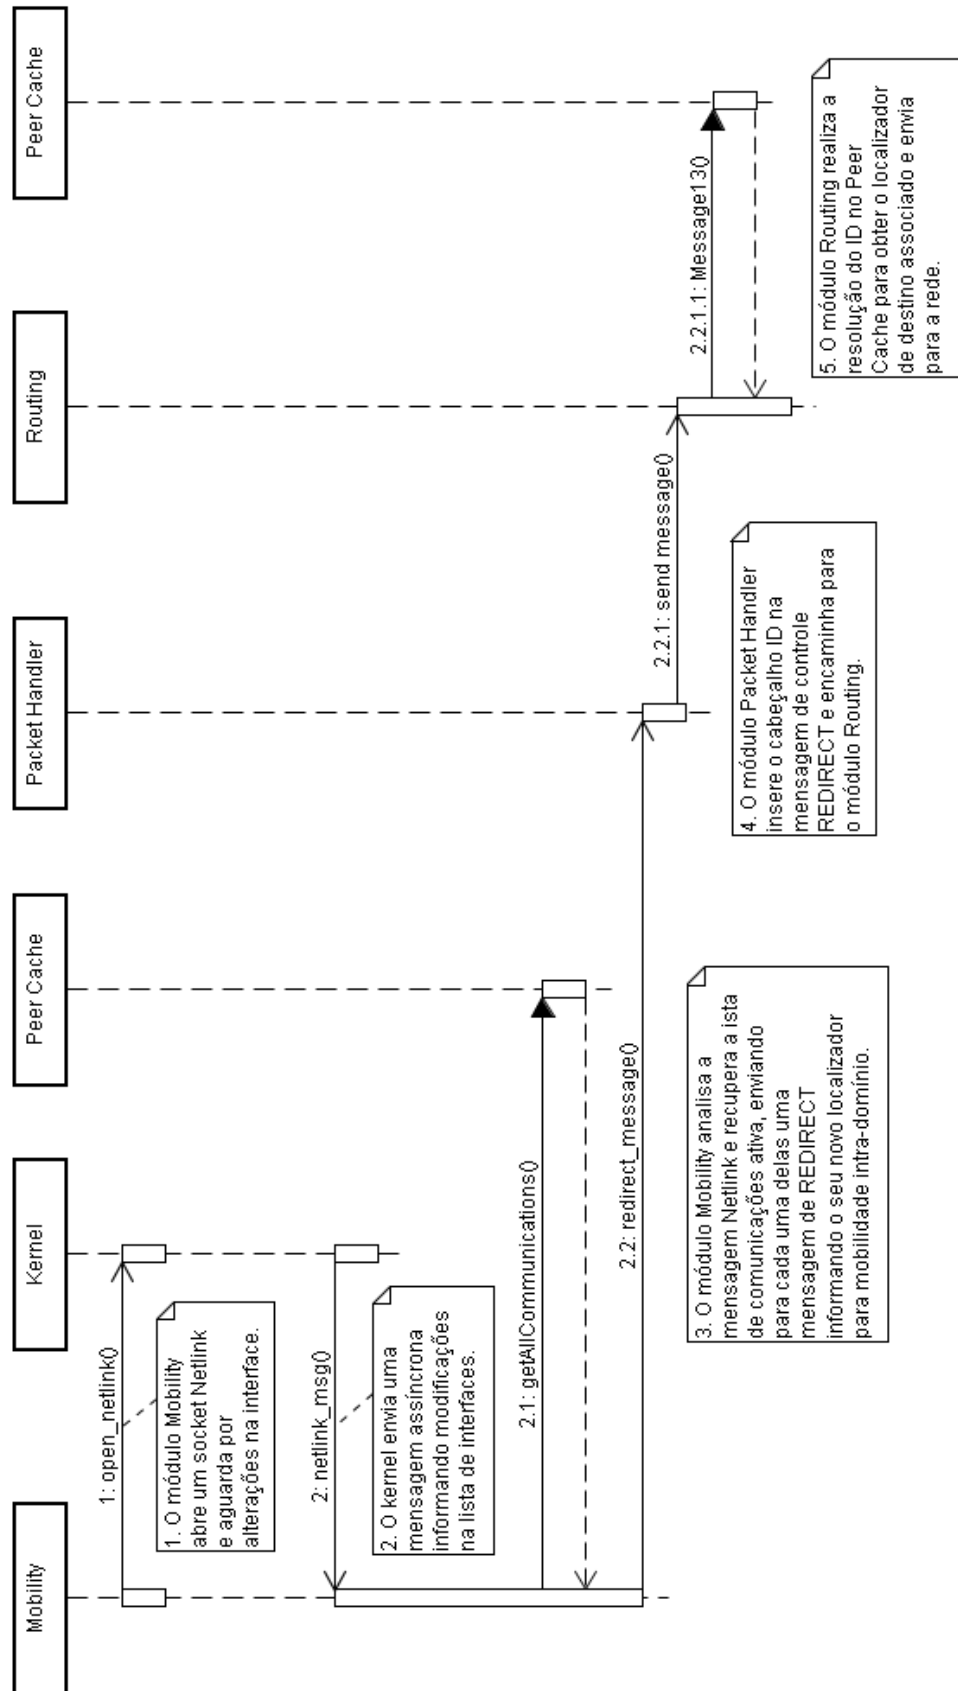 Mobility
Kernel
Peer Cache
Packet Handler
Routing
Peer Cache
1: open_netlink()
1. O módulo Mobility
abre um socket Netlink
e aguarda por
alterações na interface.
2: netlink_msg()
2. O kernel envia uma
mensagem assíncrona
informando modificações
na lista de interfaces.
2.1: getAllCommunications()
2.2: redirect_message()
3. O módulo Mobility analisa a
mensagem Netlink e recupera a ista
de comunicações ativa, enviando
para cada uma delas uma
mensagem de REDIRECT
informando o seu novo localizador
para mobilidade intra-domínio.
2.2.1: send message()
4. O módulo Packet Handler
insere o cabeçalho ID na
mensagem de controle
REDIRECT e encaminha para
o módulo Routing.
2.2.1.1: Message13()
5. O módulo Routing realiza a
resolução do ID no Peer
Cache para obter o localizador
de destino associado e envia
para a rede.